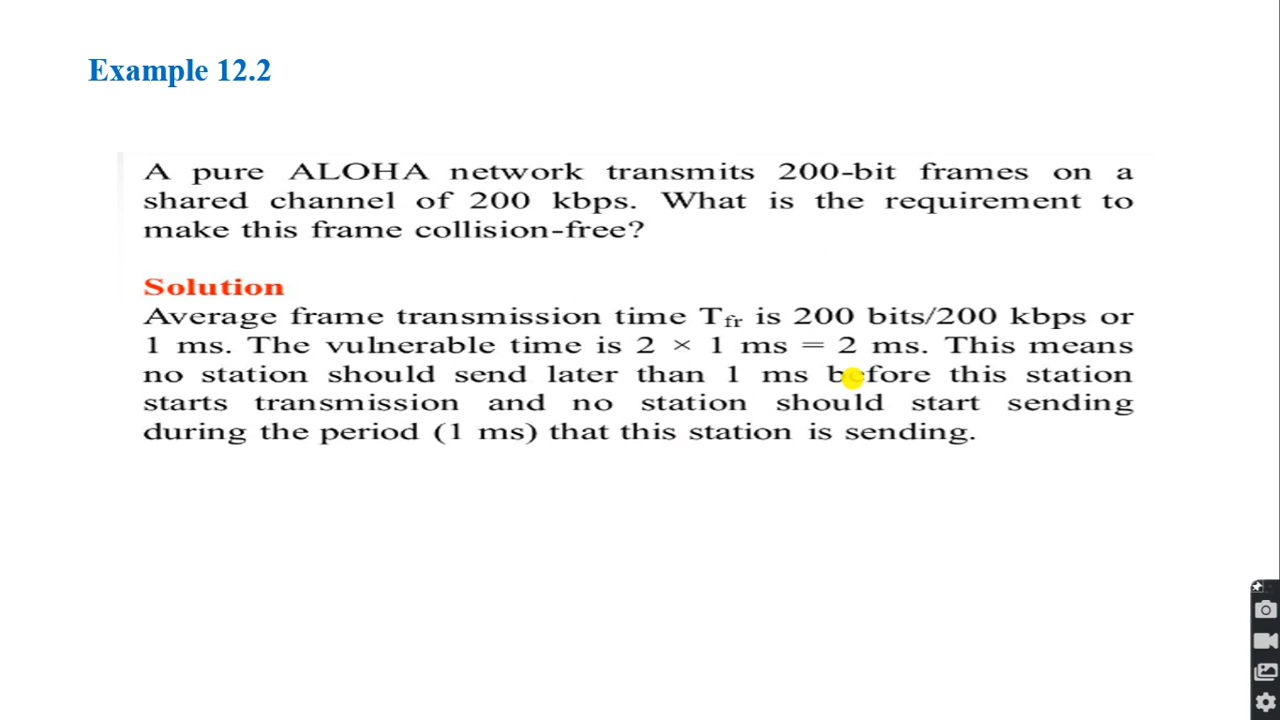 Example 12.2
A pure ALOHA network transmits 200-bit frames on a
shared channel of 200 kbps. What is the requirement to
make this frame collision-free?
Solution
Average frame transmission time Tfr is 200 bits/200 kbps or
1 ms. The vulnerable time is 2 × 1 ms = 2 ms. This means
no station should send later than 1 ms before this station
starts transmission and no station should start sending
during the period (1 ms) that this station is sending.